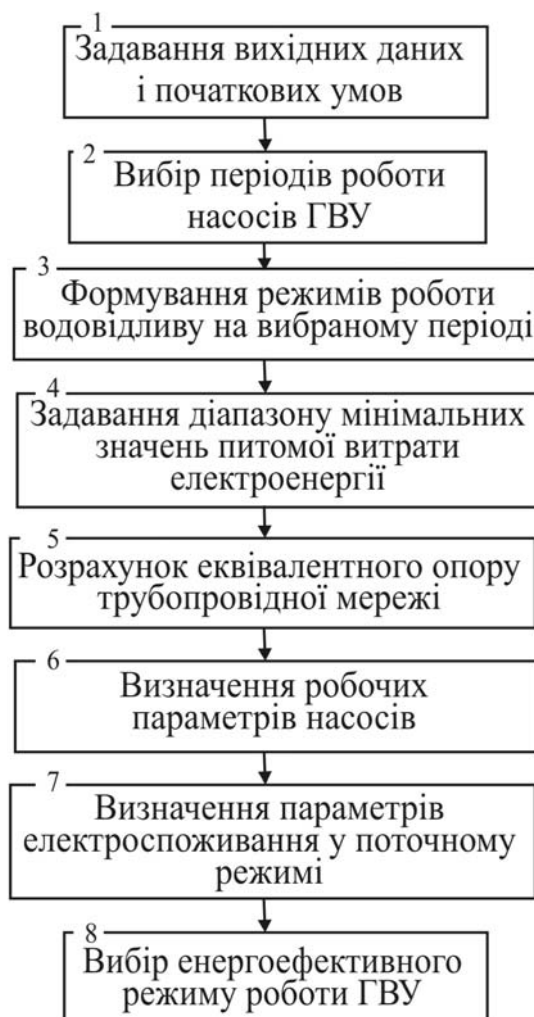 1
Задавання вихідних даних
і початкових умов
2
Вибір періодів роботи
насосів ГВУ
3
Формування режимів роботи
водовідливу на вибраному періоді
4
Задавання діапазону мінімальних
значень питомої витрати
електроенергії
5
Розрахунок еквівалентного опору
трубопровідної мережі
6
Визначення робочих
параметрів насосів
7
Визначення параметрів
електроспоживання у поточному
режимі
8
Вибір енергоефективного
режиму роботи ГВУ